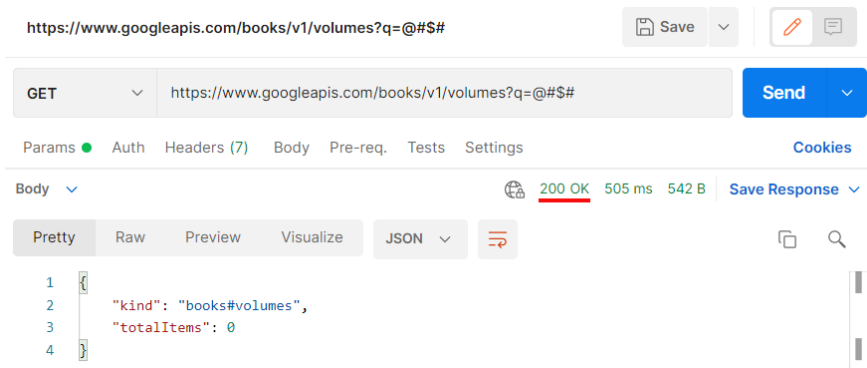 https://www.googleapis.com/books/v1/volumes?q=@#$# Save
GET https://www.googleapis.com/books/v1/volumes?q=@#$# Send
Params Auth Headers (7) Body Pre-req. Tests Settings Cookies
Body 200 OK 505 ms 542 B Save Response
Pretty Raw Preview Visualize JSON
1 {
2 "kind": "books#volumes",
3 "totalItems": 0
4 }